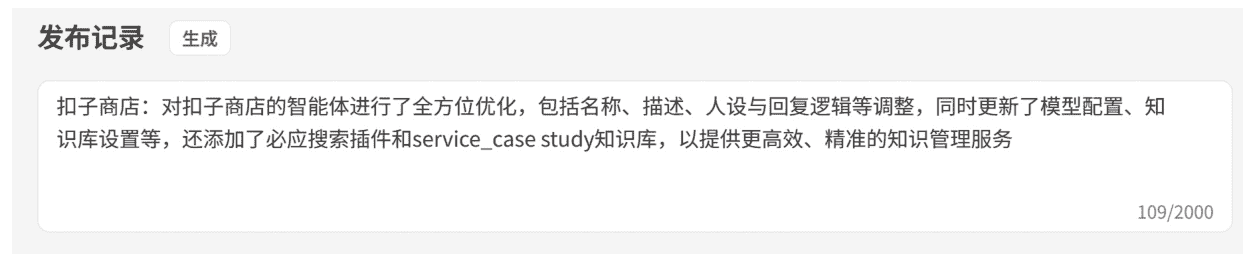 发布记录
生成
扣子商店：对扣子商店的智能体进行了全方位优化，包括名称、描述、人设与回复逻辑等调整，同时更新了模型配置、知
识库设置等，还添加了必应搜索插件和service_case study知识库，以提供更高效、精准的知识管理服务
109/2000